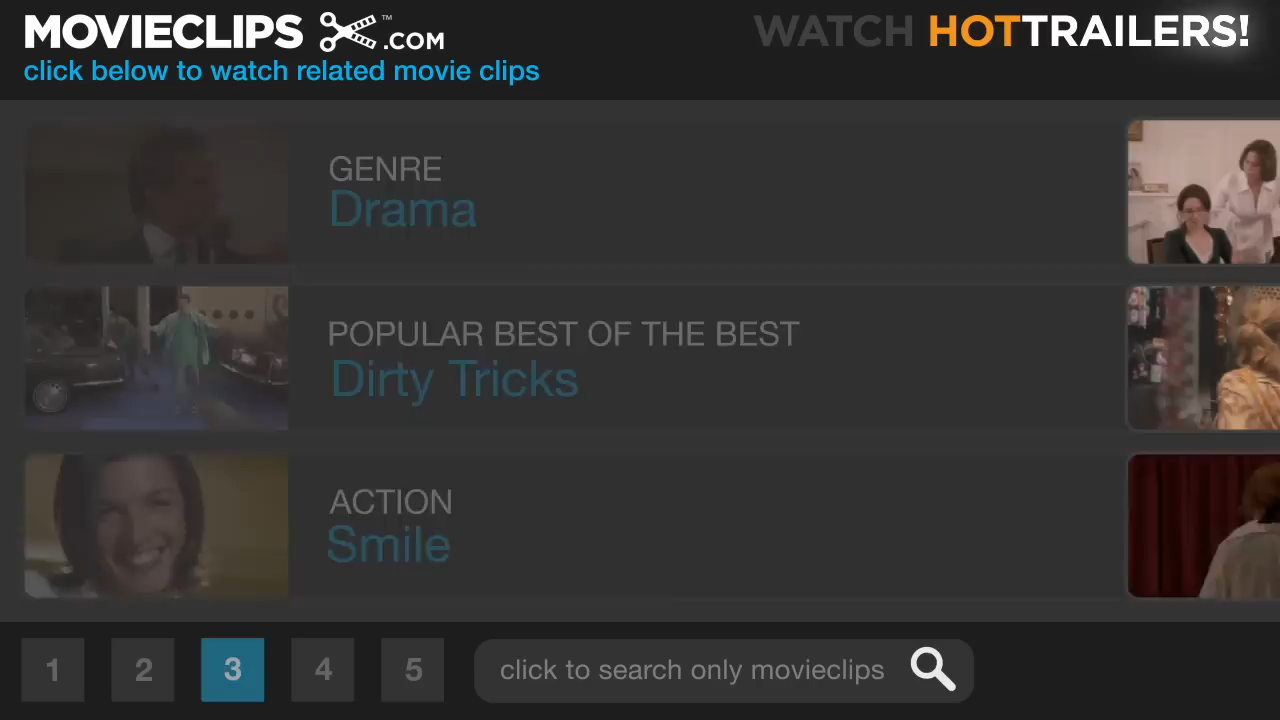 MOVIECLIPS™.COM
WATCH HOTTRAILERS!
click below to watch related movie clips
GENRE
Drama
POPULAR BEST OF THE BEST
Dirty Tricks
ACTION
Smile
1 2 3 4 5
click to search only movieclips